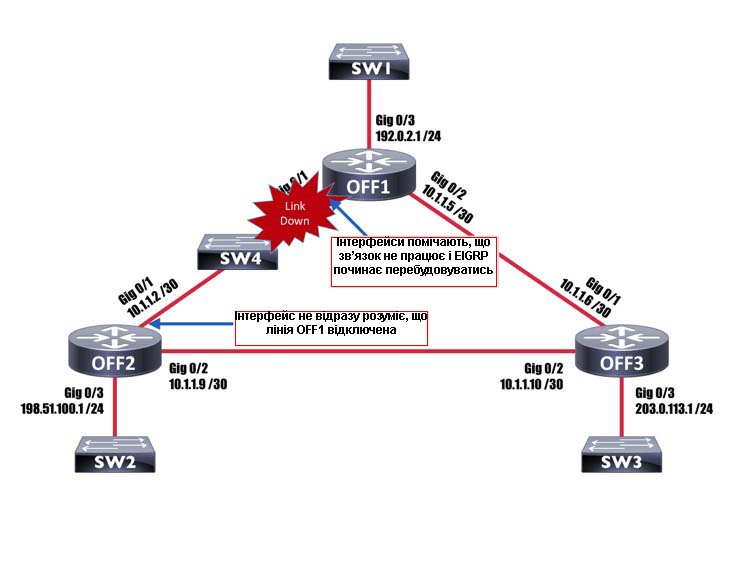 SW1
Gig 0/3
192.0.2.1 /24
OFF1
Gig 0/2
10.1.1.5 /30
Link
Down
SW4
Інтерфейси помічають, що
зв'язок не працює і EIGRP
починає перебудовуватись
Gig 0/1
10.1.1.2 /30
Gig 0/1
10.1.1.6 /30
Інтерфейс не відразу розуміє, що
лінія OFF1 відключена
OFF2
OFF3
Gig 0/2
10.1.1.9 /30
Gig 0/2
10.1.1.10 /30
Gig 0/3
198.51.100.1 /24
Gig 0/3
203.0.113.1 /24
SW2
SW3